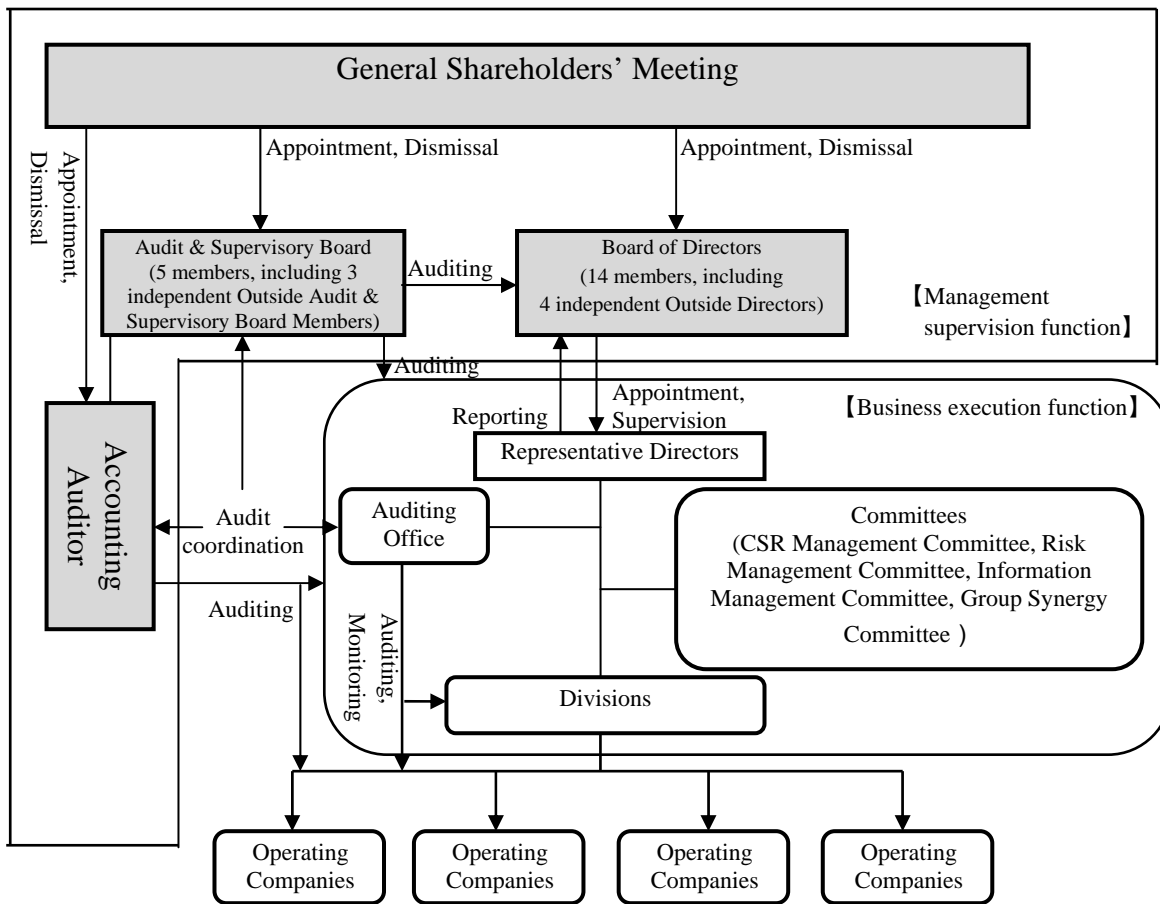 General Shareholders’ Meeting
Appointment,
Dismissal
Appointment, Dismissal
Appointment, Dismissal
Audit & Supervisory Board
(5 members, including 3
independent Outside Audit &
Supervisory Board Members)
Auditing
Board of Directors
(14 members, including
4 independent Outside Directors)
【Management
supervision function】
Auditing
Reporting
Appointment,
Supervision
【Business execution function】
Representative Directors
Accounting
Auditor
Audit
coordination
Auditing
Office
Committees
(CSR Management Committee, Risk
Management Committee, Information
Management Committee, Group Synergy
Committee )
Auditing
Auditing,
Monitoring
Divisions
Operating
Companies
Operating
Companies
Operating
Companies
Operating
Companies